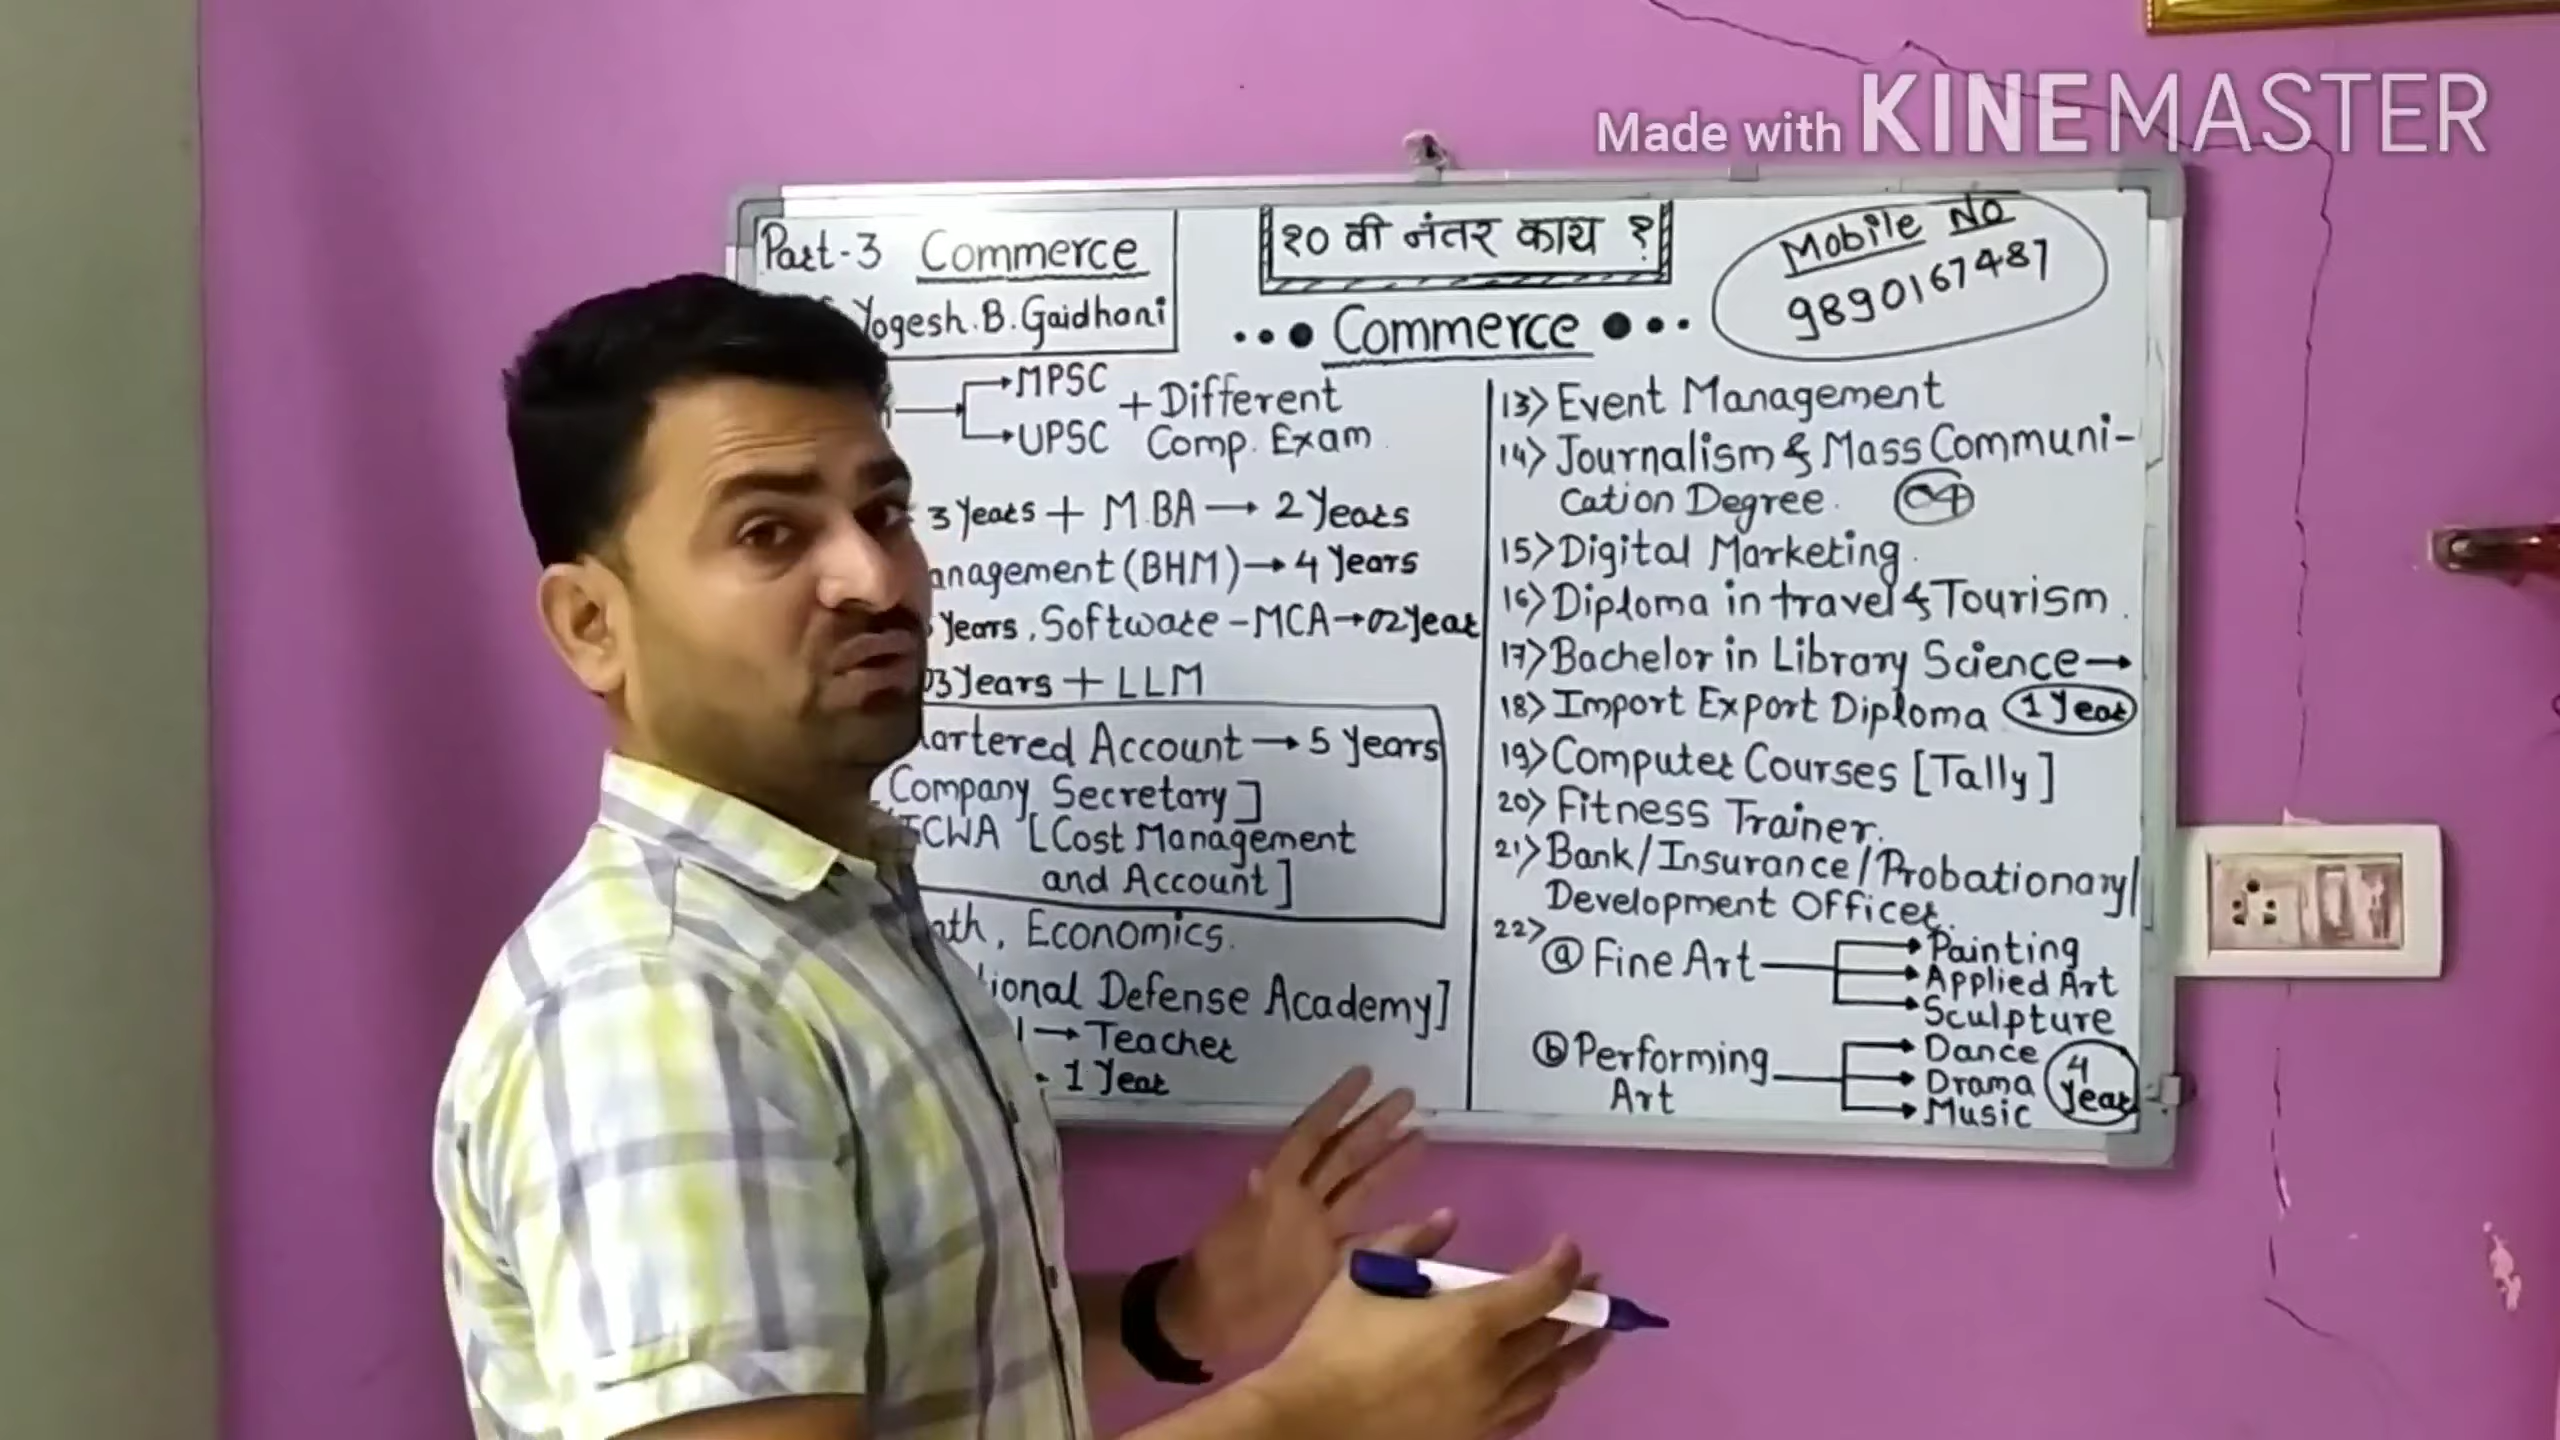 Made with KINEMASTER
Part-3 Commerce
Yogesh.B.Gaidhani
१० वी नंतर काय ?
Commerce
Mobile No
9890167487
MPSC
UPSC
+ Different
Comp. Exam
3 Years + M.BA → 2 Years
(BHM) → 4 Years
Years, Software - MCA → 02 Year
03 Years + LLM
Account → 5 Years
Company Secretary]
ICWA [Cost Management
and Account]
Economics.
Defense Academy]
→ Teacher
1 Year
13> Event Management
14> Journalism & Mass Communi-
cation Degree.
15> Digital Marketing.
16> Diploma in travel & Tourism.
17> Bachelor in Library Science →
18> Import Export Diploma 1 Year
19> Computer Courses [Tally]
20> Fitness Trainer.
21> Bank/Insurance/Probationary/
Development Officer.
22>
ⓐ Fine Art
Painting
Applied Art
Sculpture
ⓑ Performing
Art
Dance
Drama
Music
4
Year